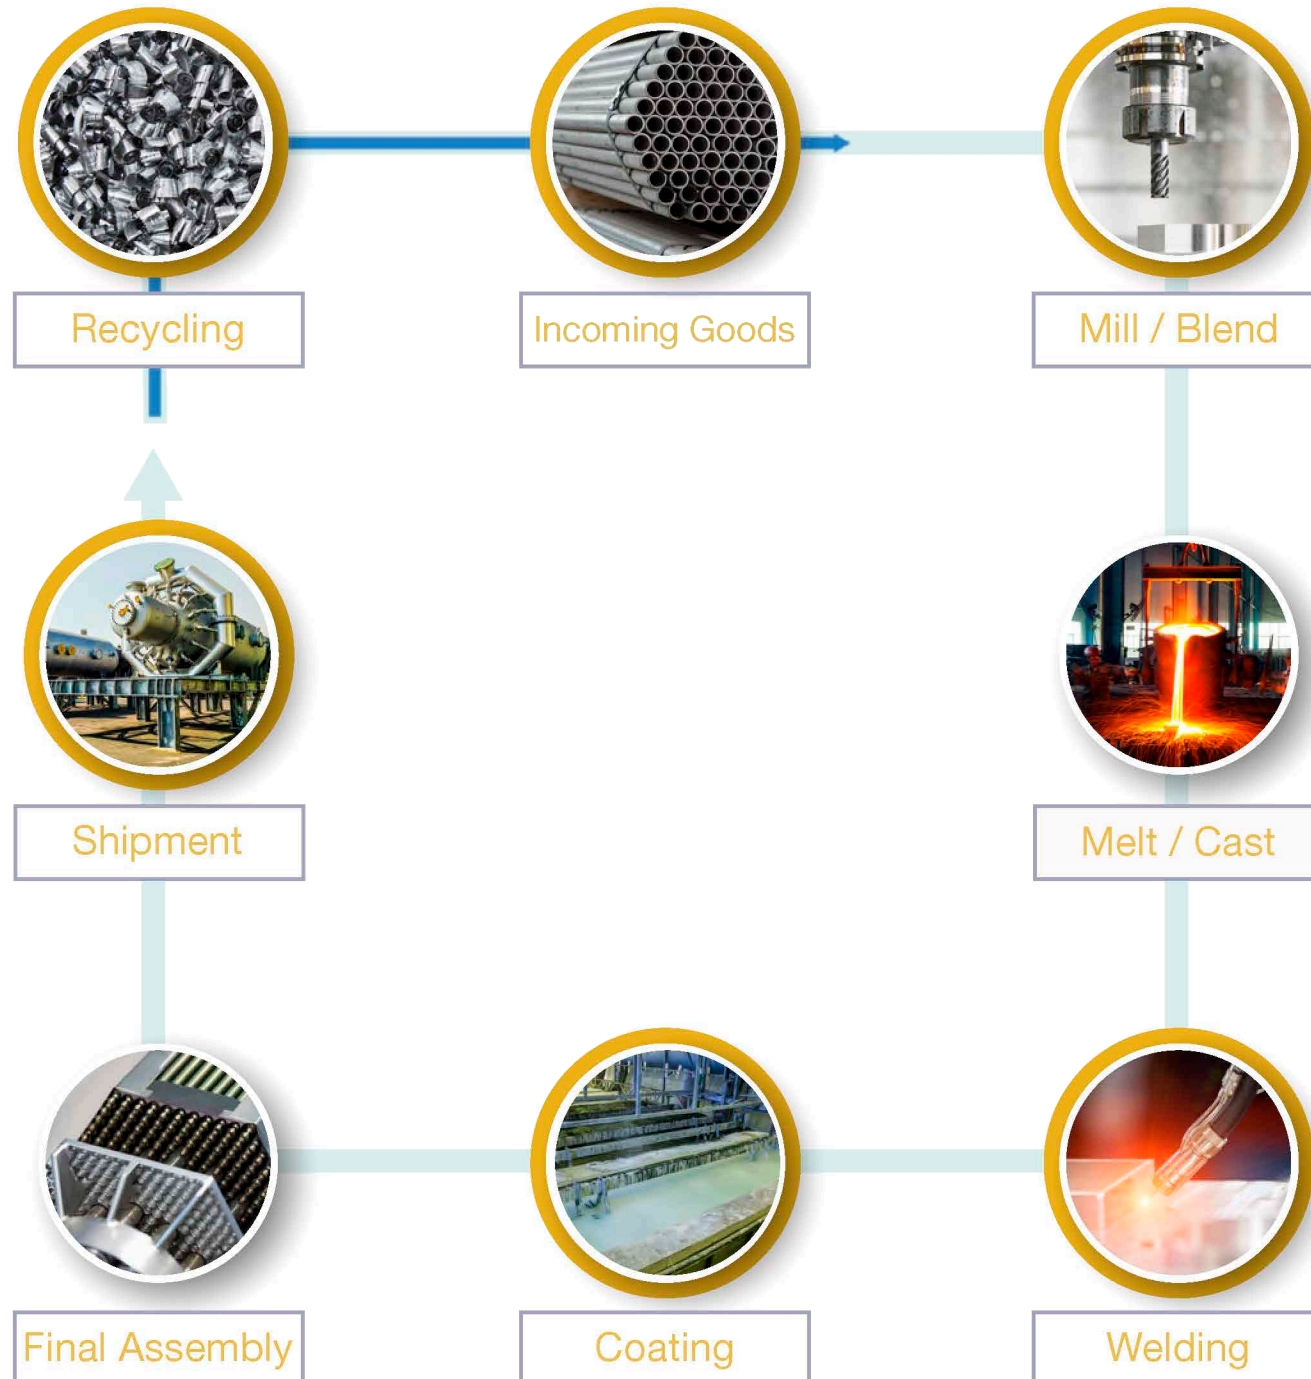 Recycling
Incoming Goods
Mill / Blend
Shipment
Melt / Cast
Final Assembly
Coating
Welding